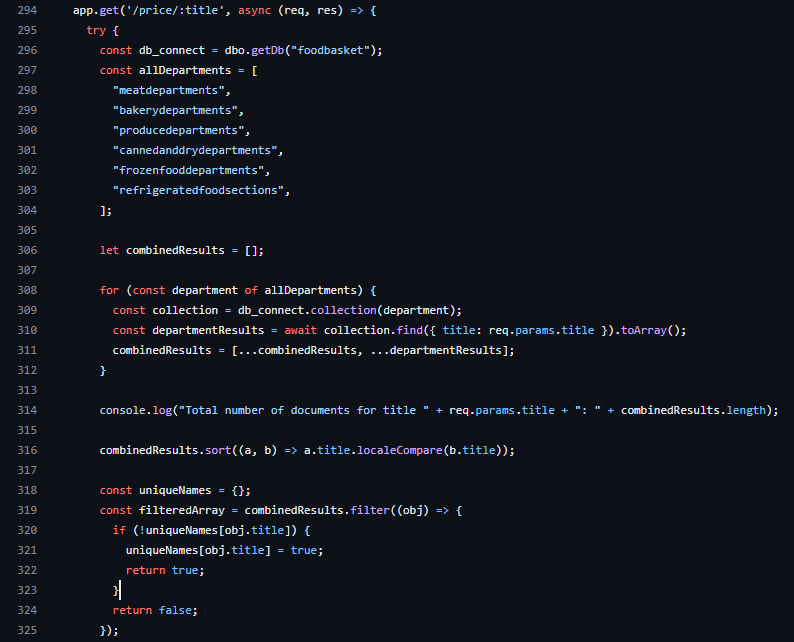 294 app.get('/price/:title', async (req, res) => {
295 try {
296 const db_connect = dbo.getDb("foodbasket");
297 const allDepartments = [
298 "meatdepartments",
299 "bakerydepartments",
300 "producedepartments",
301 "cannedanddrydepartments",
302 "frozenfooddepartments",
303 "refrigeratedfoodsections",
304 ];
305
306 let combinedResults = [];
307
308 for (const department of allDepartments) {
309 const collection = db_connect.collection(department);
310 const departmentResults = await collection.find({ title: req.params.title }).toArray();
311 combinedResults = [...combinedResults, ...departmentResults];
312 }
313
314 console.log("Total number of documents for title " + req.params.title + ": " + combinedResults.length);
315
316 combinedResults.sort((a, b) => a.title.localeCompare(b.title));
317
318 const uniqueNames = {};
319 const filteredArray = combinedResults.filter((obj) => {
320 if (!uniqueNames[obj.title]) {
321 uniqueNames[obj.title] = true;
322 return true;
323 }
324 return false;
325 });